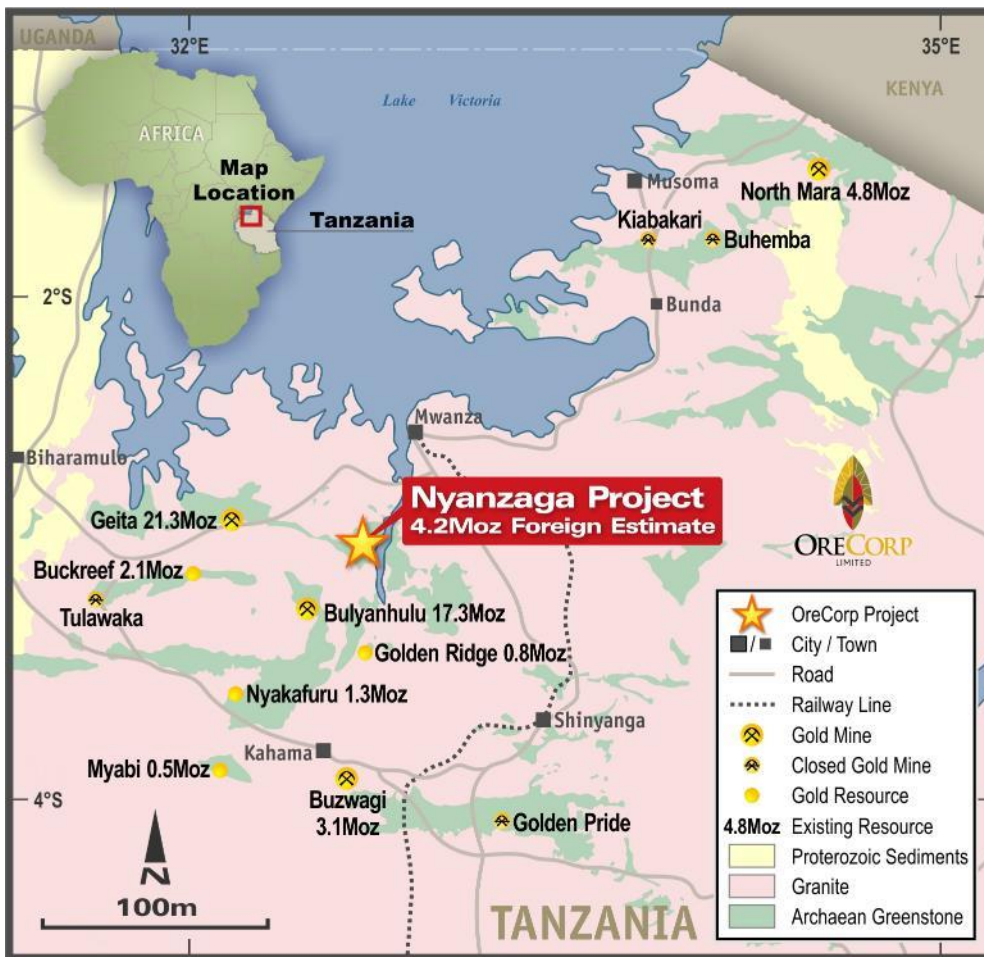 UGANDA
32°E
35°E
KENYA
Lake Victoria
AFRICA
Map
Location
Tanzania
Musoma
North Mara 4.8Moz
Kiabakari
Buhemba
2°S
Bunda
Mwanza
Biharamulo
Nyanzaga Project
4.2Moz Foreign Estimate
Geita 21.3Moz
ORECORP
LIMITED
Buckreef 2.1Moz
Tulawaka
Bulyanhulu 17.3Moz
Golden Ridge 0.8Moz
Nyakafuru 1.3Moz
Shinyanga
Kahama
Myabi 0.5Moz
Buzwagi
3.1Moz
4°S
Golden Pride
N
100m
TANZANIA
OreCorp Project
/ City / Town
Road
Railway Line
Gold Mine
Closed Gold Mine
Gold Resource
4.8Moz Existing Resource
Proterozoic Sediments
Granite
Archaean Greenstone